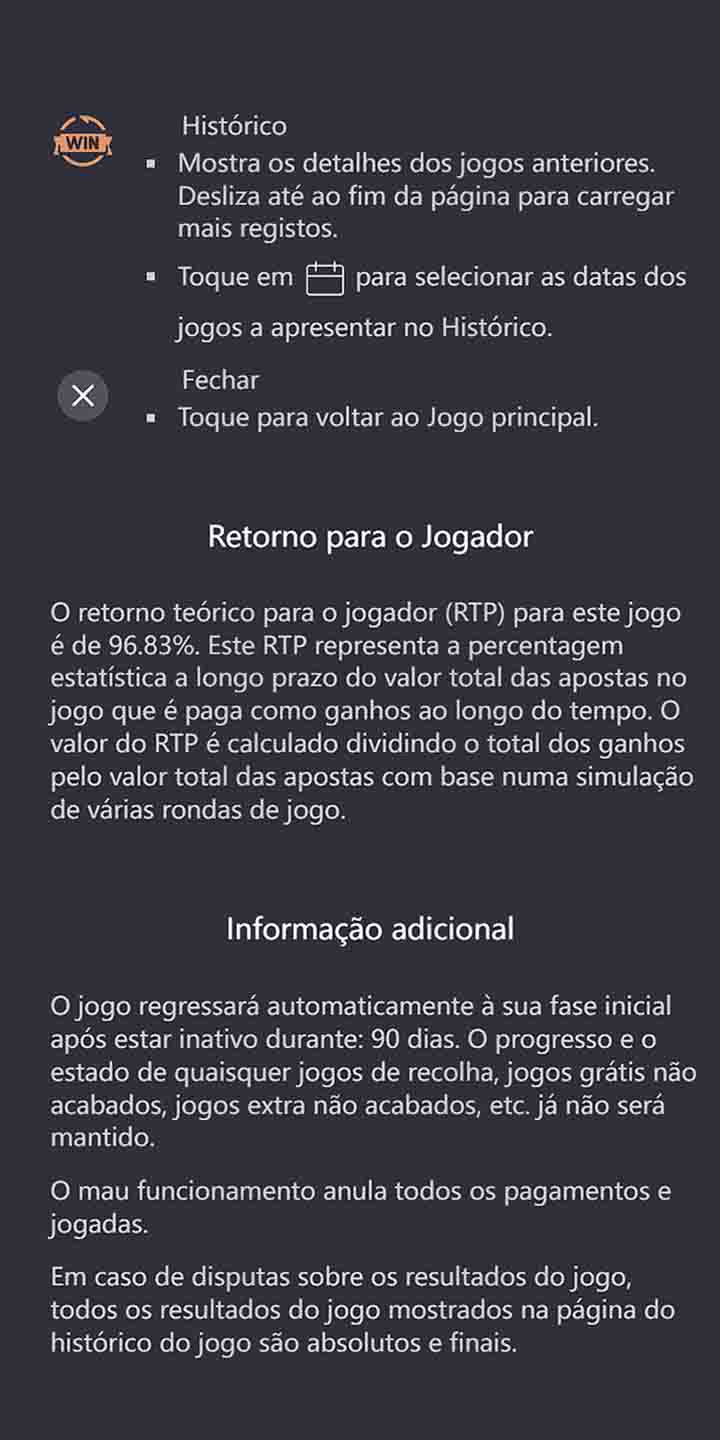 WIN
Histórico
▪ Mostra os detalhes dos jogos anteriores.
Desliza até ao fim da página para carregar
mais registos.
▪ Toque em para selecionar as datas dos
jogos a apresentar no Histórico.
Fechar
▪ Toque para voltar ao Jogo principal.
Retorno para o Jogador
O retorno teórico para o jogador (RTP) para este jogo
é de 96.83%. Este RTP representa a percentagem
estatística a longo prazo do valor total das apostas no
jogo que é paga como ganhos ao longo do tempo. O
valor do RTP é calculado dividindo o total dos ganhos
pelo valor total das apostas com base numa simulação
de várias rondas de jogo.
Informação adicional
O jogo regressará automaticamente à sua fase inicial
após estar inativo durante: 90 dias. O progresso e o
estado de quaisquer jogos de recolha, jogos grátis não
acabados, jogos extra não acabados, etc. já não será
mantido.
O mau funcionamento anula todos os pagamentos e
jogadas.
Em caso de disputas sobre os resultados do jogo,
todos os resultados do jogo mostrados na página do
histórico do jogo são absolutos e finais.